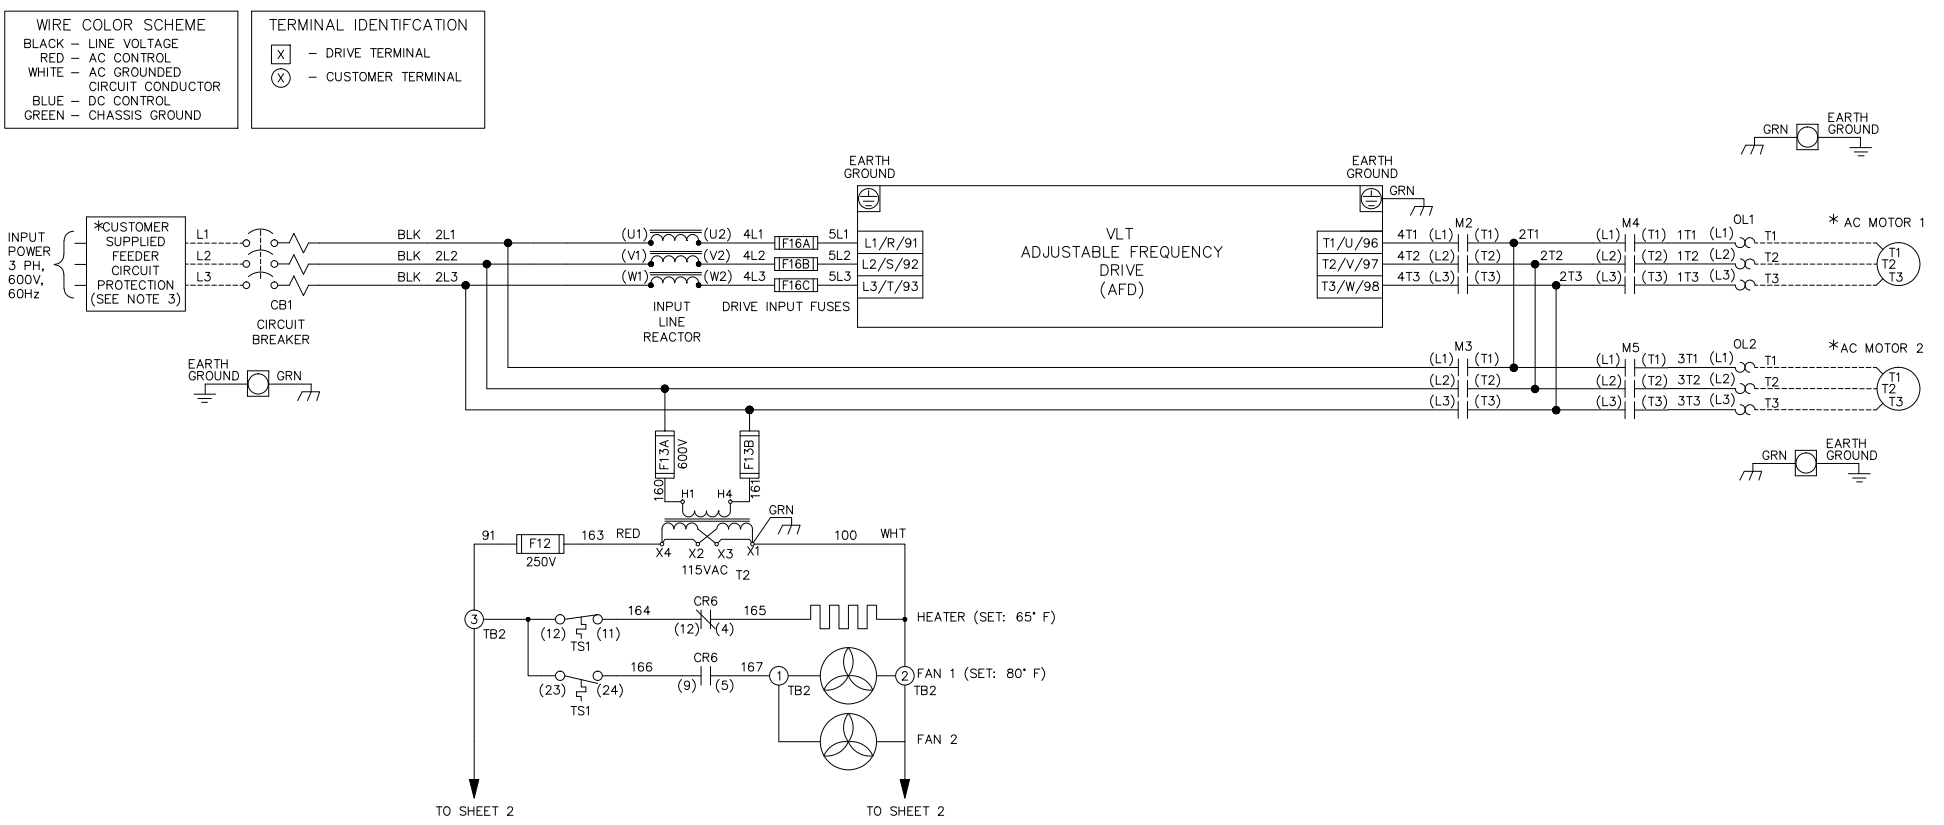 WIRE COLOR SCHEME
BLACK – LINE VOLTAGE
RED – AC CONTROL
WHITE – AC GROUNDED
CIRCUIT CONDUCTOR
BLUE – DC CONTROL
GREEN – CHASSIS GROUND
TERMINAL IDENTIFCATION
X – DRIVE TERMINAL
X – CUSTOMER TERMINAL
GRN
EARTH
GROUND
INPUT
POWER
3 PH,
600V,
60Hz
*CUSTOMER
SUPPLIED
FEEDER
CIRCUIT
PROTECTION
(SEE NOTE 3)
L1
L2
L3
CB1
CIRCUIT
BREAKER
EARTH
GROUND
GRN
BLK 2L1
BLK 2L2
BLK 2L3
(U1) (U2) 4L1 F16A 5L1
(V1) (V2) 4L2 F16B 5L2
(W1) (W2) 4L3 F16C 5L3
INPUT
LINE
REACTOR
DRIVE INPUT FUSES
EARTH
GROUND
L1/R/91
L2/S/92
L3/T/93
VLT
ADJUSTABLE FREQUENCY
DRIVE
(AFD)
EARTH
GROUND
GRN
T1/U/96
T2/V/97
T3/W/98
M2
4T1 (L1) (T1) 2T1
4T2 (L2) (T2) 2T2
4T3 (L3) (T3) 2T3
M4
OL1
(L1) (T1) 1T1 (L1) T1
(L2) (T2) 1T2 (L2) T2
(L3) (T3) 1T3 (L3) T3
* AC MOTOR 1
T1
T2
T3
M3
(L1) (T1)
(L2) (T2)
(L3) (T3)
M5
OL2
(L1) (T1) 3T1 (L1) T1
(L2) (T2) 3T2 (L2) T2
(L3) (T3) 3T3 (L3) T3
*AC MOTOR 2
T1
T2
T3
GRN
EARTH
GROUND
F13A
600V
F13B
160
161
H1 H4
GRN
91 F12 163 RED
250V
X4 X2 X3 X1
100 WHT
115VAC T2
3
TB2
(12) (11)
TS1
164
CR6
(12) (4)
165
HEATER (SET: 65° F)
(23) (24)
TS1
166
CR6
(9) (5)
167
1
TB2
2
TB2
FAN 1 (SET: 80° F)
FAN 2
TO SHEET 2
TO SHEET 2